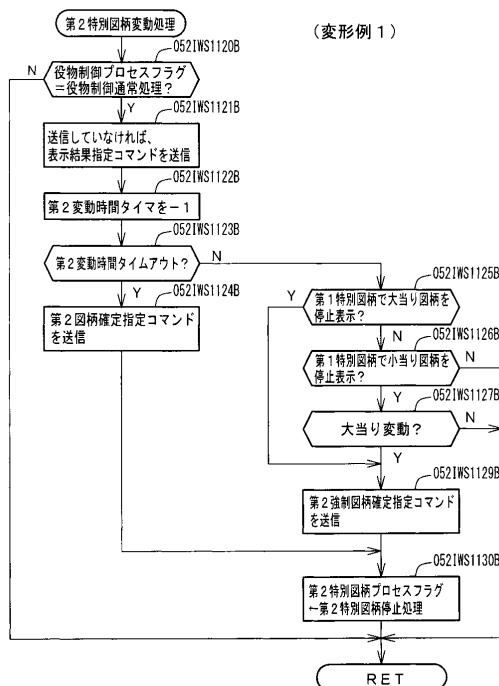 第2特別図柄変動処理
(変形例1)
052IWS1120B
役物制御プロセスフラグ
=役物制御通常処理?
N
Y
052IWS1121B
送信していなければ、
表示結果指定コマンドを送信
052IWS1122B
第2変動時間タイマを-1
052IWS1123B
第2変動時間タイムアウト?
N
Y
052IWS1124B
第2図柄確定指定コマンド
を送信
052IWS1125B
第1特別図柄で大当り図柄を
停止表示?
Y
N
052IWS1126B
第1特別図柄で小当り図柄を
停止表示?
N
Y
052IWS1127B
大当り変動?
N
Y
052IWS1129B
第2強制図柄確定指定コマンド
を送信
052IWS1130B
第2特別図柄プロセスフラグ
←第2特別図柄停止処理
RET